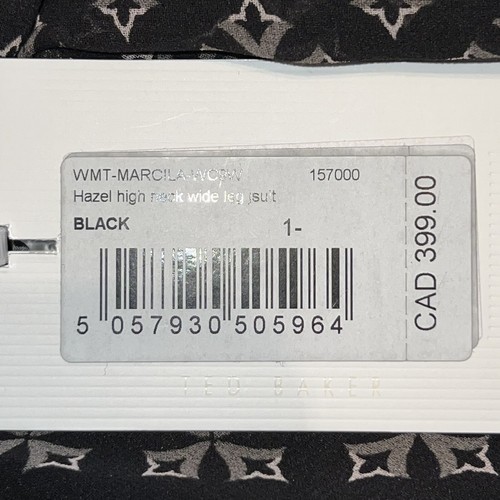 WMT-MARCILA-WC5W 157000
Hazel high neck wide leg jsuit
BLACK 1-
CAD 399.00
5 057930 505964
TED BAKER